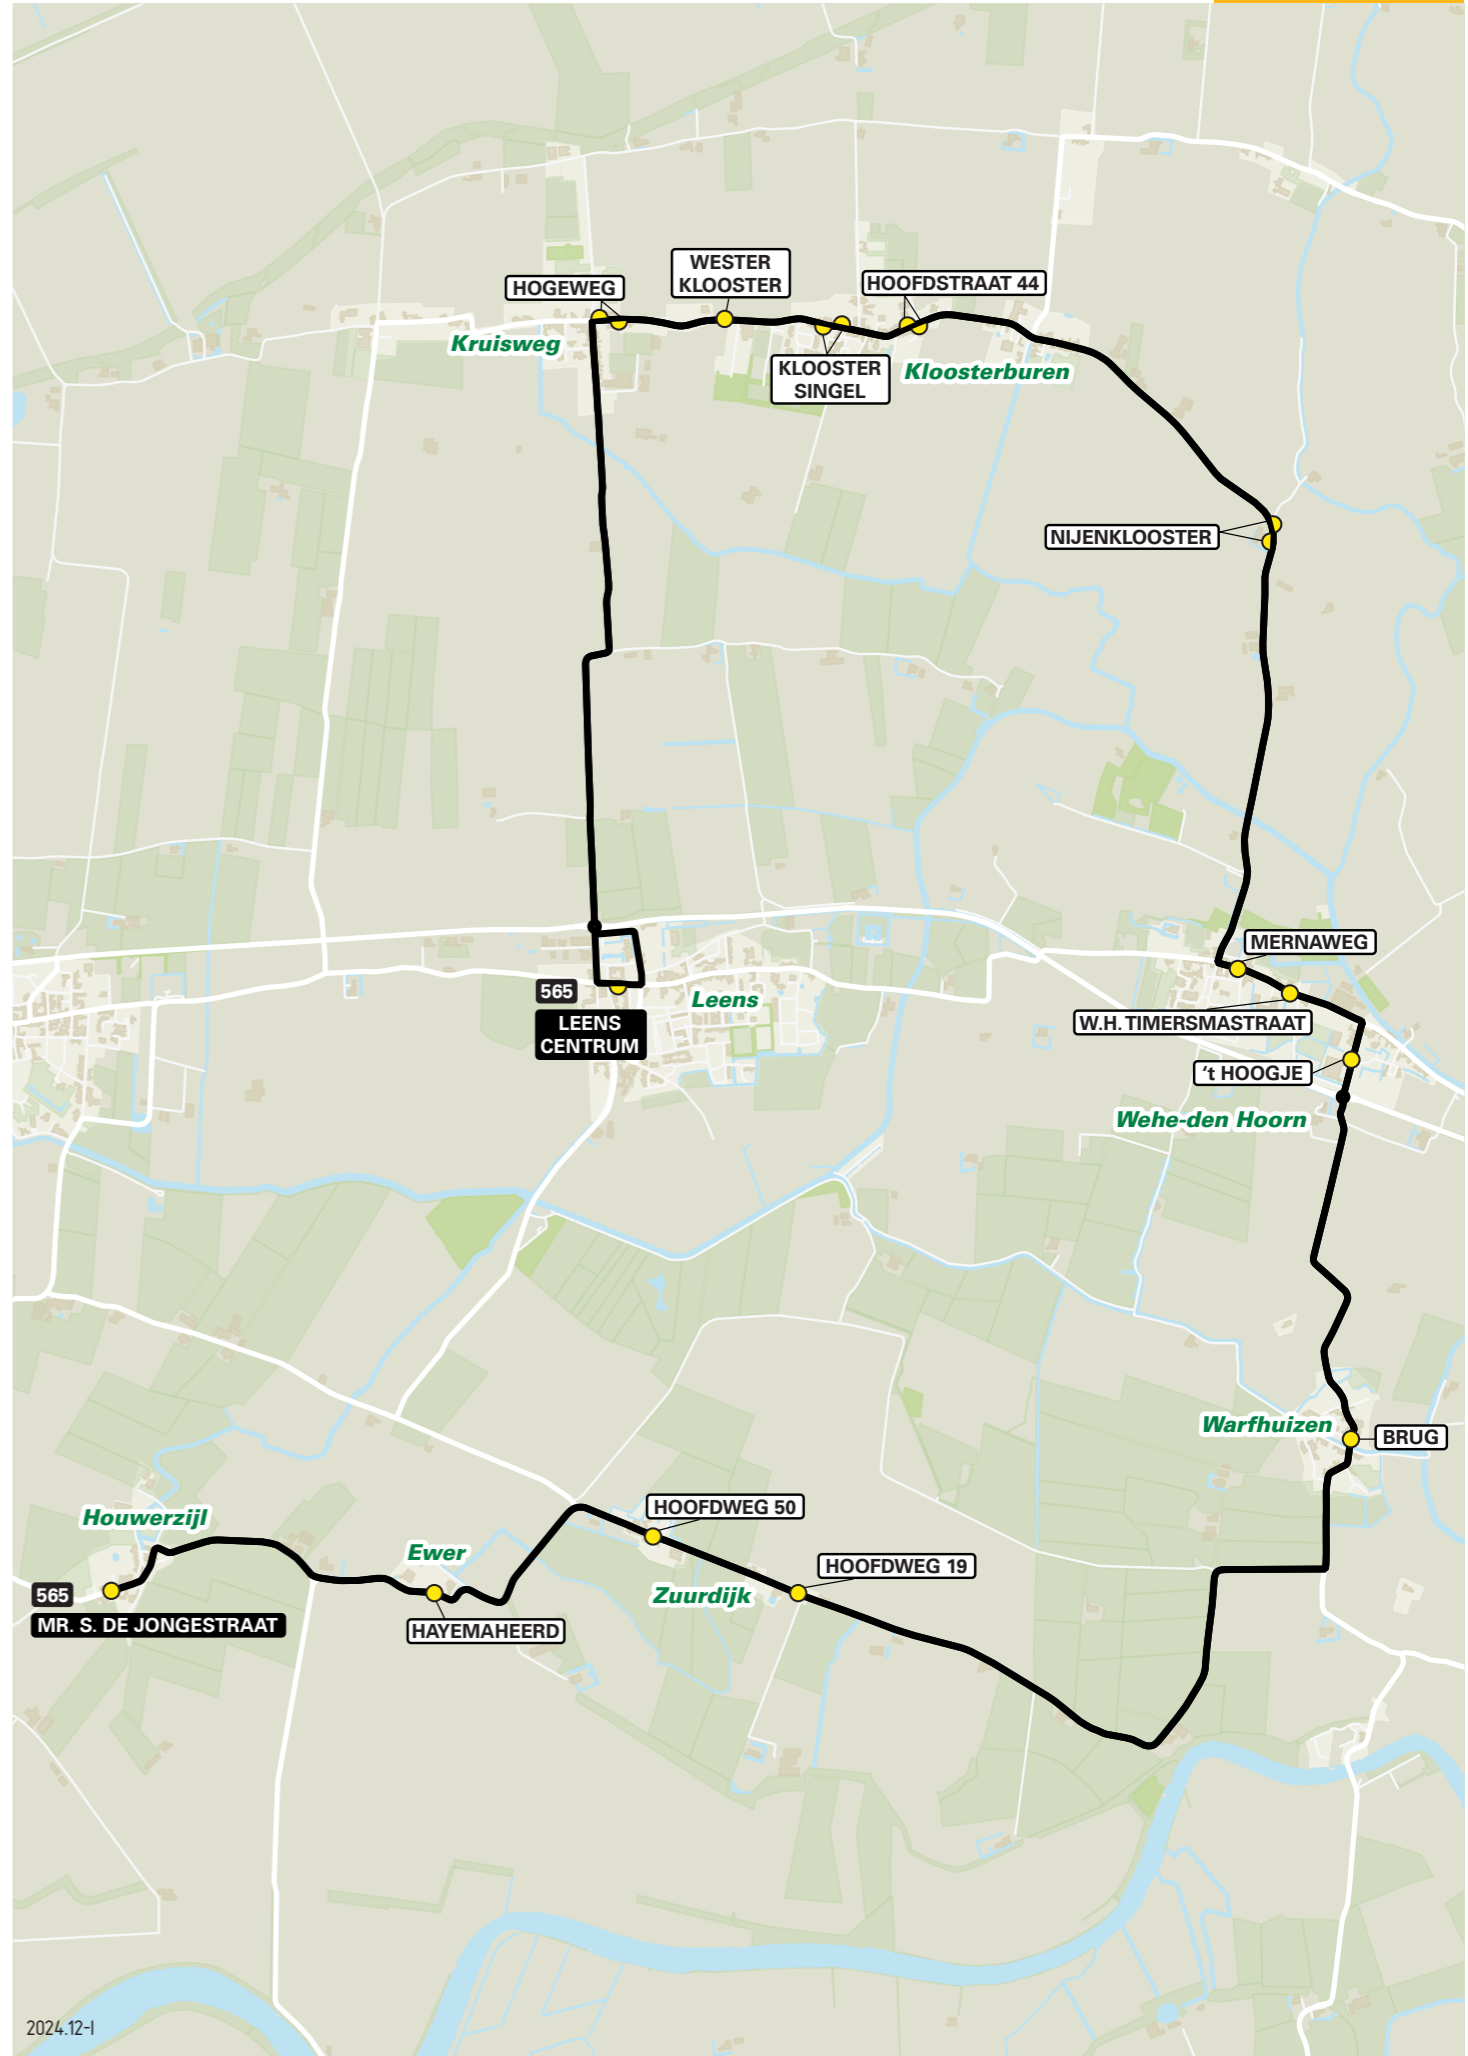 WESTER
KLOOSTER
HOGEWEG
HOOFDSTRAAT 44
Kruisweg
KLOOSTER
SINGEL
Kloosterburen
NIJENKLOOSTER
MERNAWEG
565
LEENS
CENTRUM
Leens
W.H. TIMERSMASTRAAT
‘t HOOGJE
Wehe-den Hoorn
Warfhuizen
BRUG
HOOFDWEG 50
Houwerzijl
Ewer
HOOFDWEG 19
Zuurdijk
565
MR. S. DE JONGESTRAAT
HAYEMAHEERD
2024.12-I